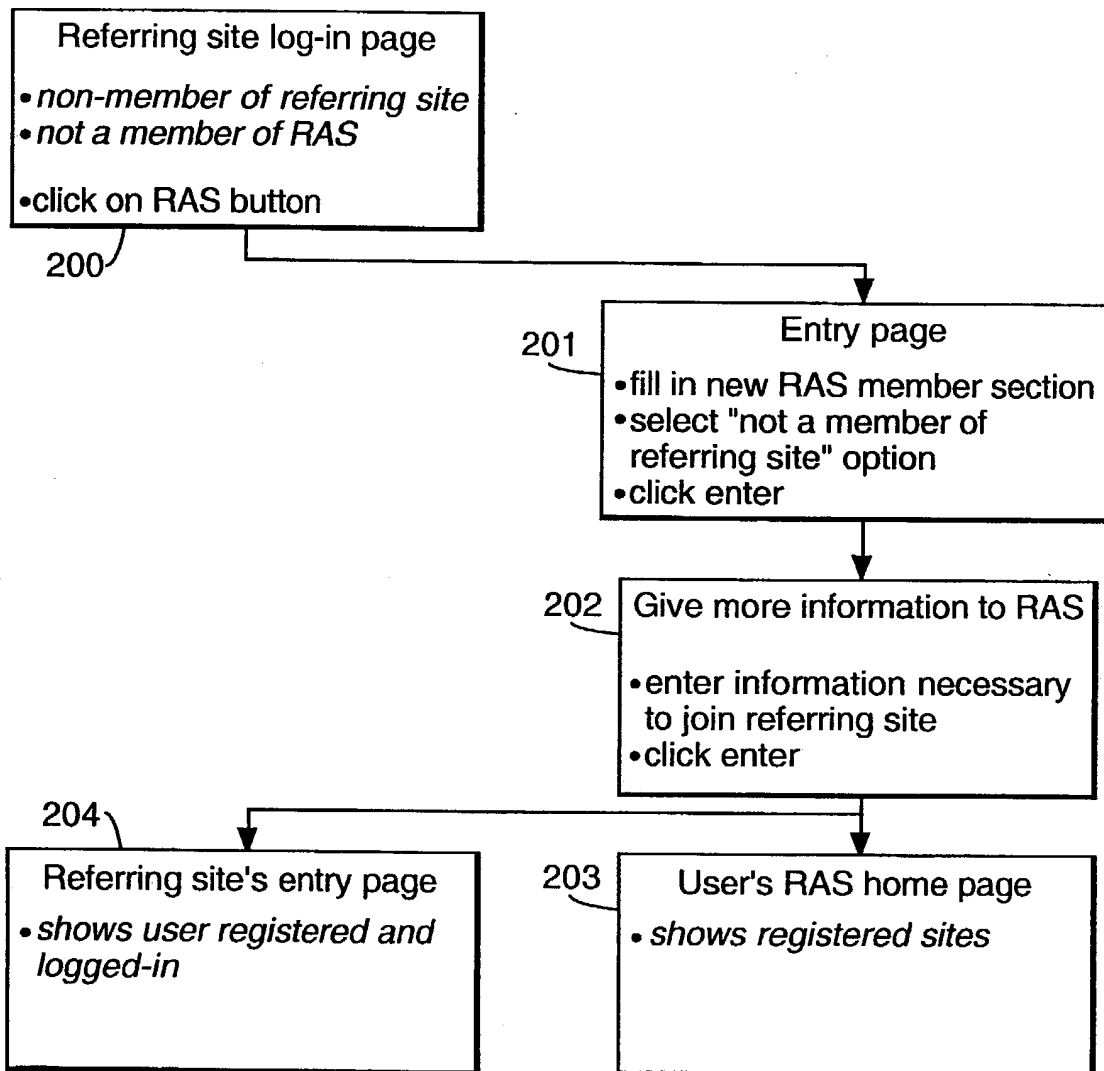 Referring site log-in page
•non-member of referring site
•not a member of RAS
•click on RAS button
200
201
Entry page
•fill in new RAS member section
•select "not a member of
referring site" option
•click enter
202
Give more information to RAS
•enter information necessary
to join referring site
•click enter
204
Referring site's entry page
•shows user registered and
logged-in
203
User's RAS home page
•shows registered sites